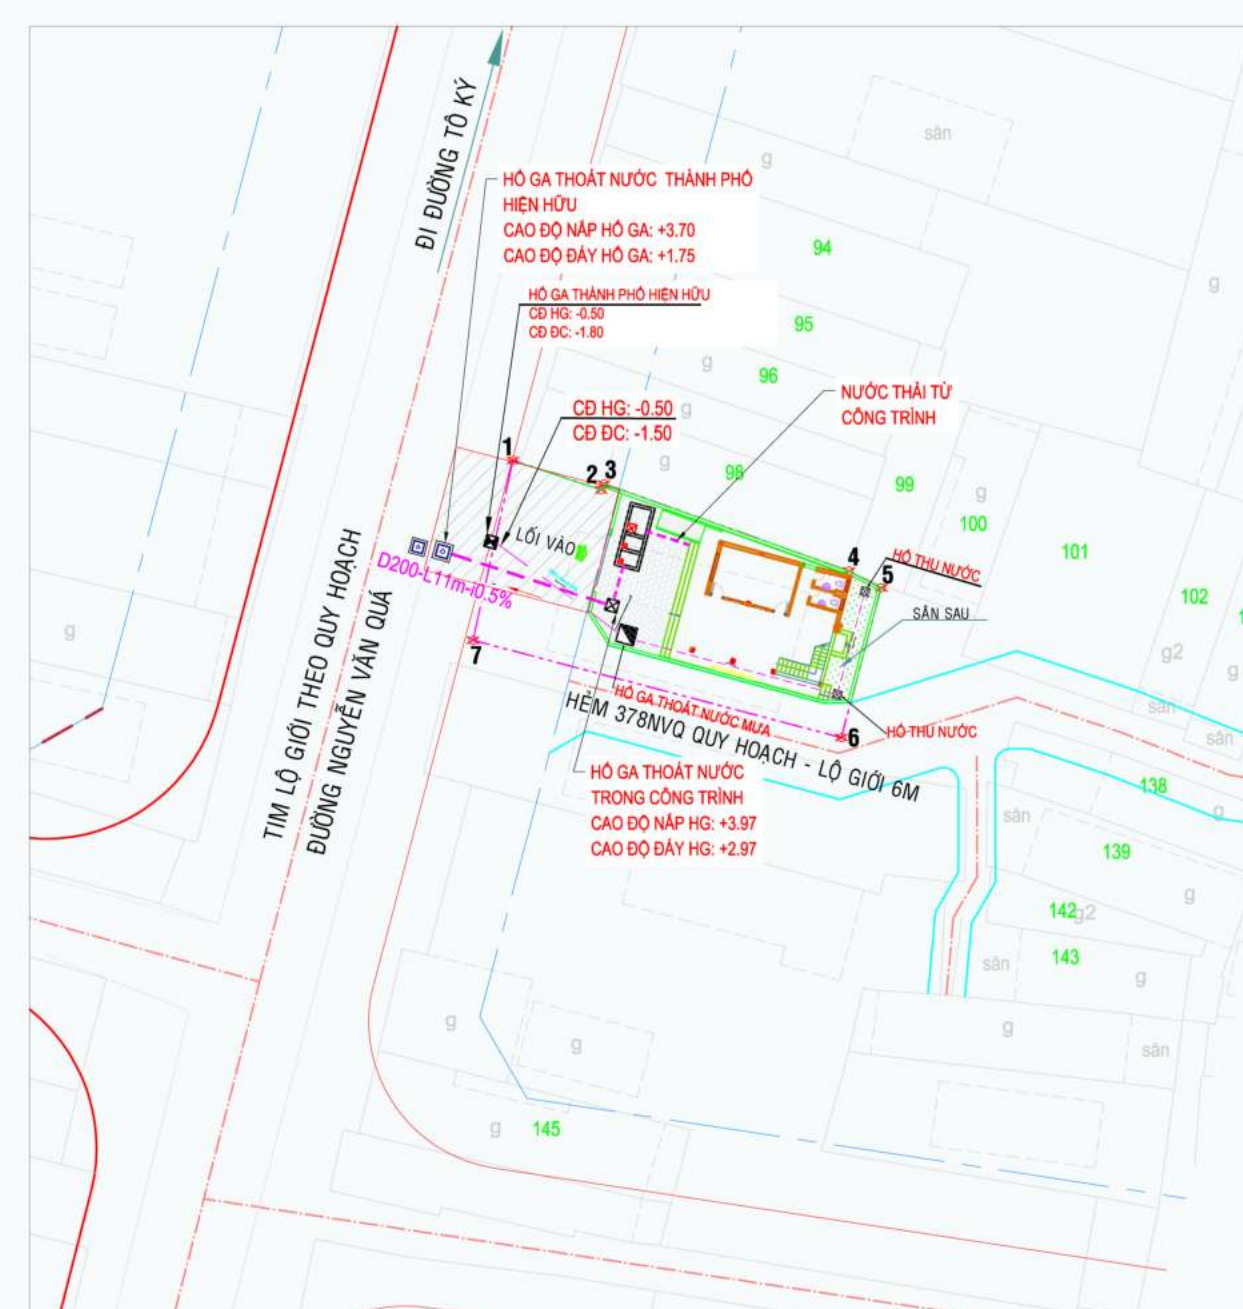 ĐI ĐƯỜNG TÔ KÝ
HỐ GA THOÁT NƯỚC THÀNH PHỐ
HIỆN HỮU
CAO ĐỘ NẮP HỐ GA: +3.70
CAO ĐỘ ĐÁY HỐ GA: +1.75
HỐ GA THÀNH PHỐ HIỆN HỮU
CĐ HG: -0.50
CĐ ĐC: -1.80
CĐ HG: -0.50
CĐ ĐC: -1.50
NƯỚC THẢI TỪ
CÔNG TRÌNH
sân
g
94
g
95
g
96
g
g
98
99
g
100
101
102
g2
g
1
2
3
4
5
6
7
LỐI VÀO
D200-L11m-i0.5%
HỐ THU NƯỚC
SÂN SAU
HỐ GA THOÁT NƯỚC MƯA
HỐ THU NƯỚC
HẺM 378NVQ QUY HOẠCH - LỘ GIỚI 6M
TIM LỘ GIỚI THEO QUY HOẠCH
ĐƯỜNG NGUYỄN VĂN QUÁ
HỐ GA THOÁT NƯỚC
TRONG CÔNG TRÌNH
CAO ĐỘ NẮP HG: +3.97
CAO ĐỘ ĐÁY HG: +2.97
g
sân
sân
138
g
sân
139
g
142
g2
143
sân
g
g
sân
g
g
g
145